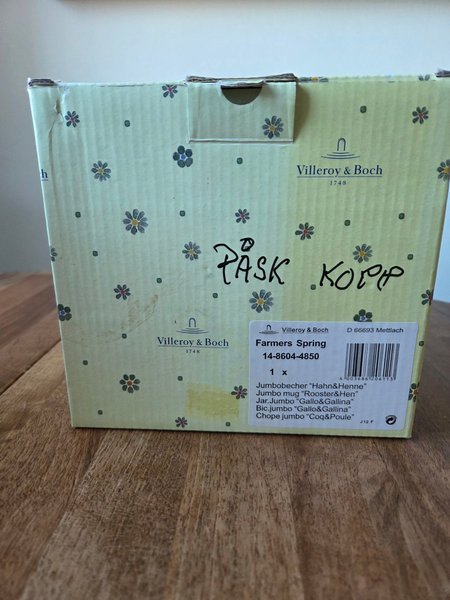 Villeroy & Boch
1748
PÅSK KOPP
Villeroy & Boch
1748
Villeroy & Boch D 66693 Mettlach
Farmers Spring
14-8604-4850
1 x
Jumbobecher "Hahn&Henne"
Jumbo mug "Rooster&Hen"
Jar.Jumbo "Gallo&Gallina"
Bic.jumbo "Gallo&Gallina"
Chope jumbo "Coq&Poule"
J10 F